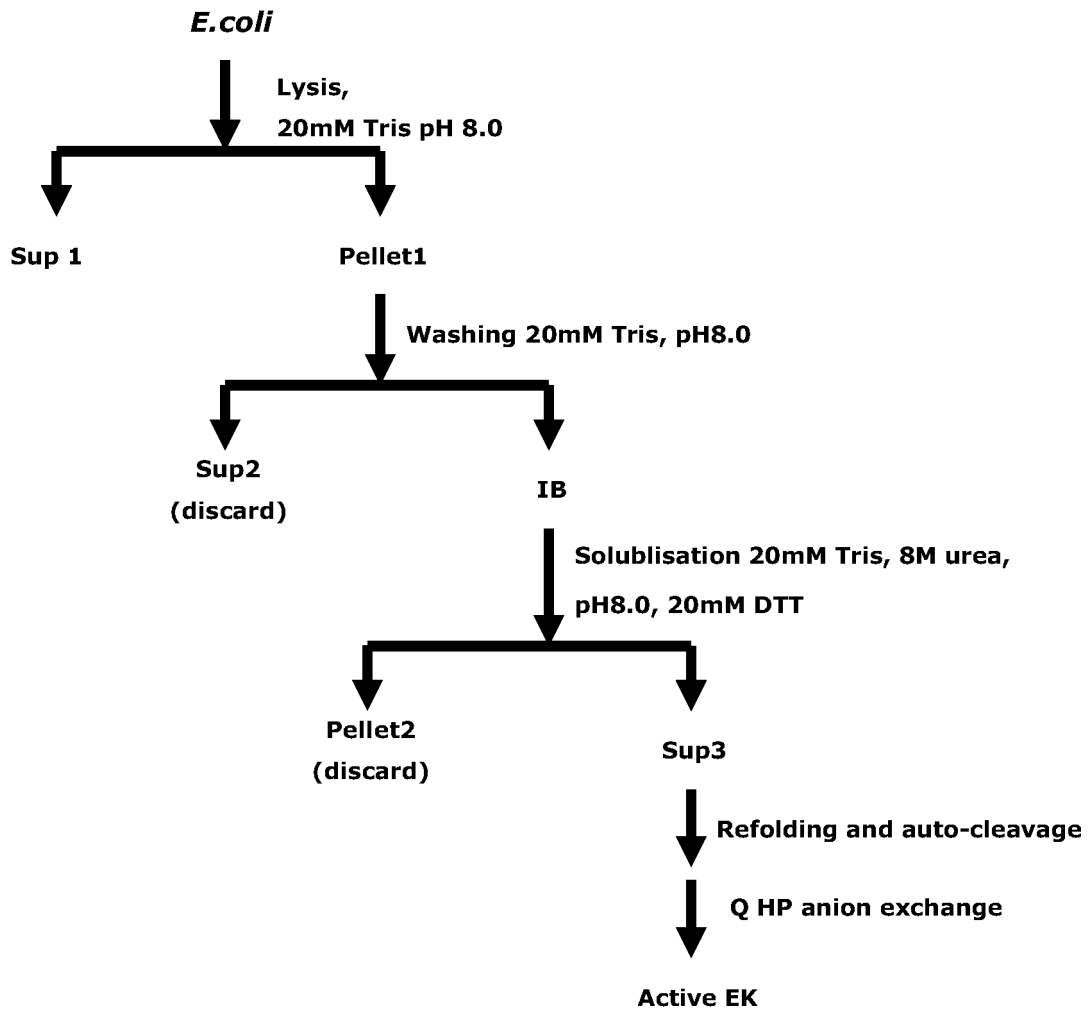 E.coli
Lysis,
20mM Tris pH 8.0
Sup 1
Pellet1
Washing 20mM Tris, pH8.0
Sup2
(discard)
IB
Solublisation 20mM Tris, 8M urea,
pH8.0, 20mM DTT
Pellet2
(discard)
Sup3
Refolding and auto-cleavage
Q HP anion exchange
Active EK